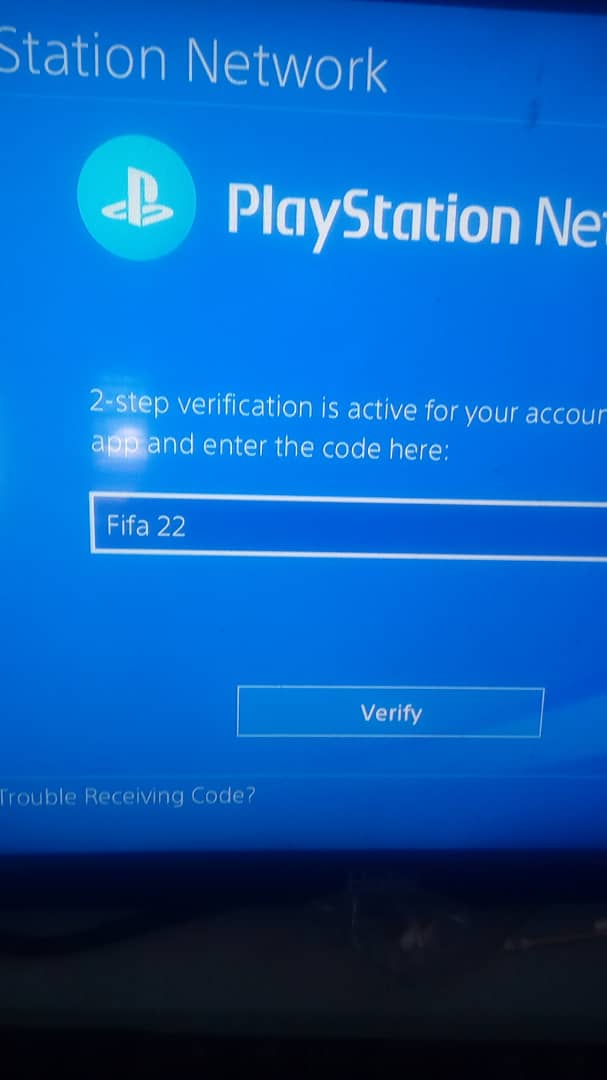 Station Network
PlayStation Ne
2-step verification is active for your accour
app and enter the code here:
Fifa 22
Verify
Trouble Receiving Code?